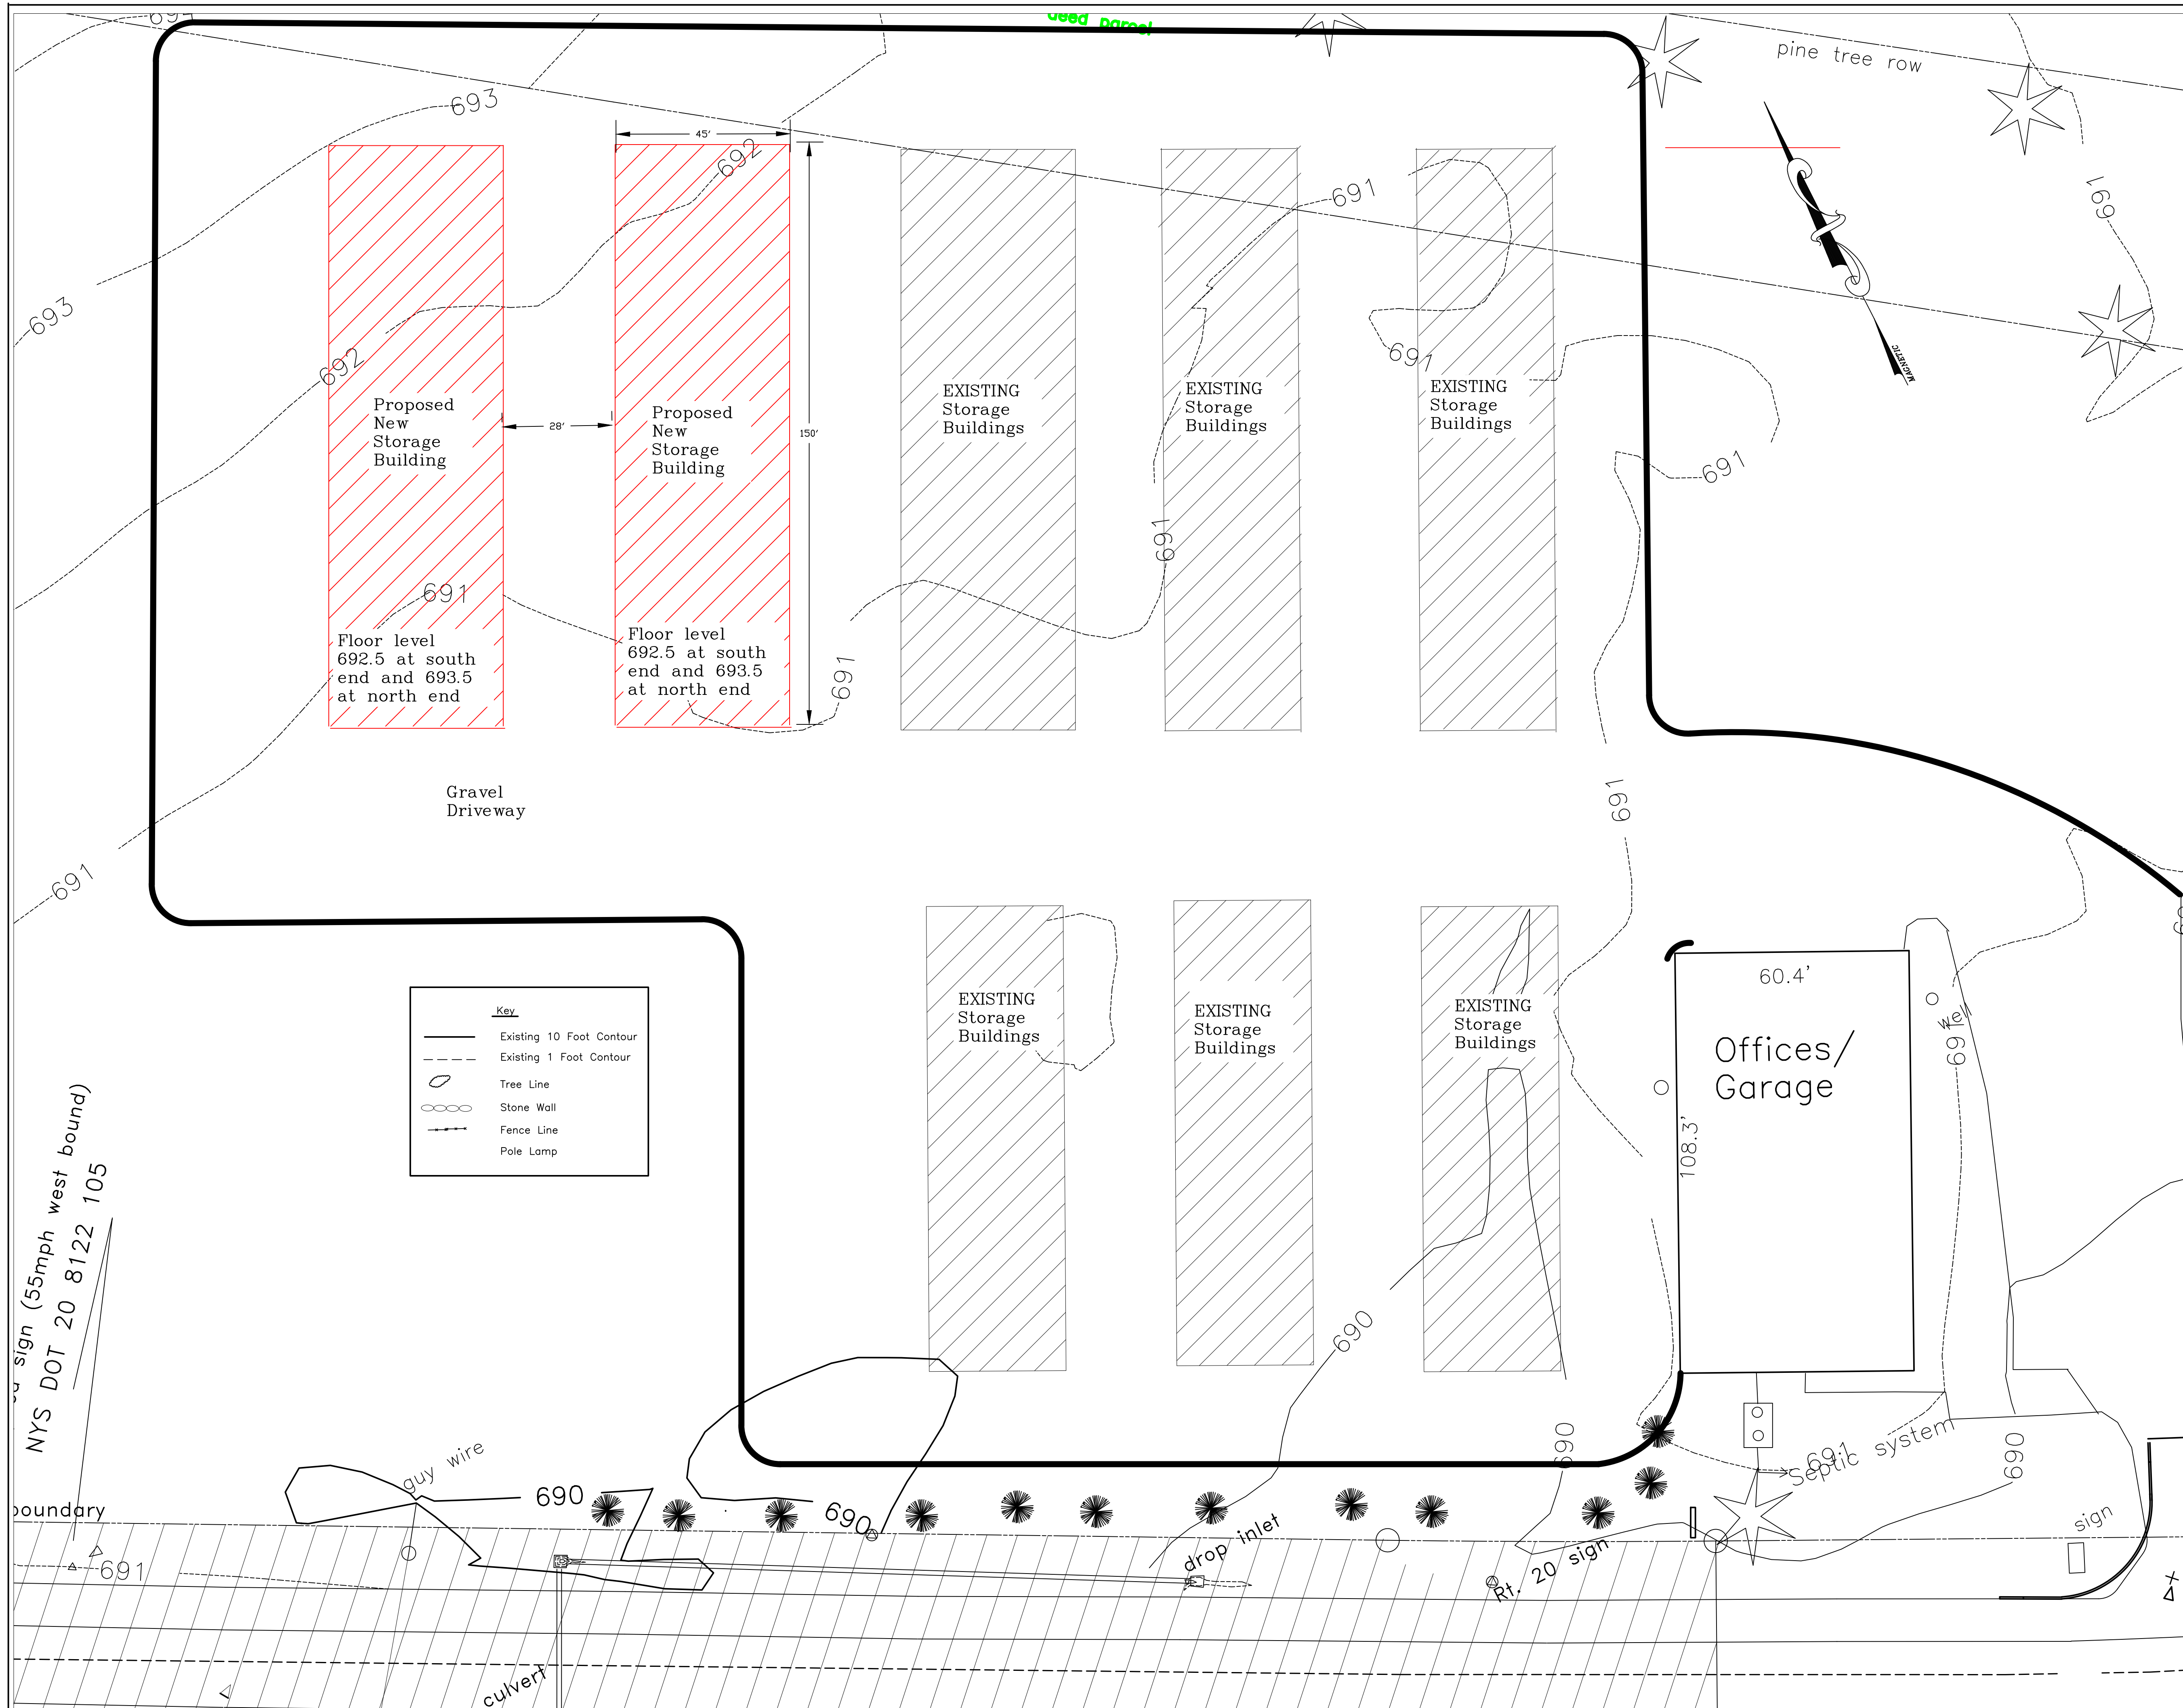 deed parcel
pine tree row
693
45'
692
691
691
693
MAGNETIC
692
691
EXISTING
Storage
Buildings
EXISTING
Storage
Buildings
EXISTING
Storage
Buildings
Proposed
New
Storage
Building
28'
Proposed
New
Storage
Building
150'
691
691
691
Floor level
692.5 at south
end and 693.5
at north end
Floor level
692.5 at south
end and 693.5
at north end
691
Gravel
Driveway
691
691
60.4'
EXISTING
Storage
Buildings
EXISTING
Storage
Buildings
EXISTING
Storage
Buildings
well
691
Offices/
Garage
108.3'
Key
Existing 10 Foot Contour
Existing 1 Foot Contour
Tree Line
Stone Wall
Fence Line
Pole Lamp
sign (55mph west bound)
NYS DOT 20 8122 105
690
guy wire
690
690
690
691
Septic system
690
boundary
drop inlet
Rt. 20 sign
sign
691
culvert